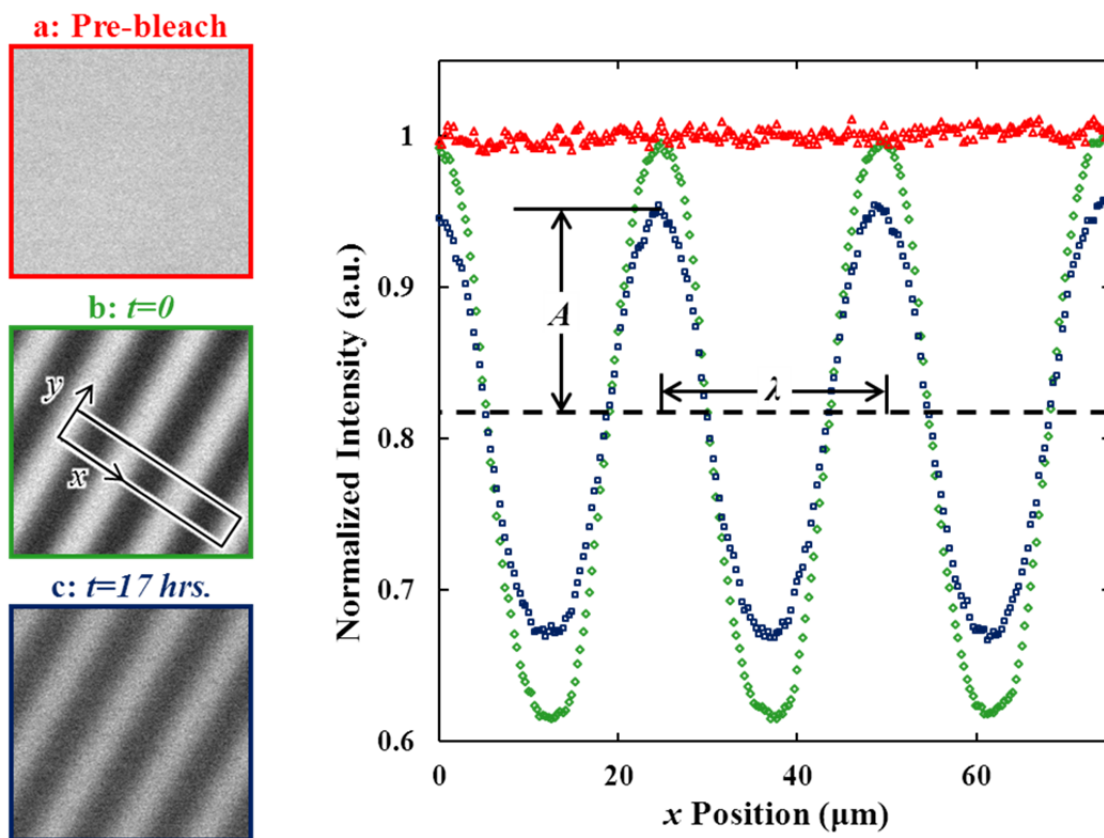 a: Pre-bleach
b: t=0
y
x
c: t=17 hrs.
Normalized Intensity (a.u.)
1
0.9
0.8
0.7
0.6
A
λ
0
20
40
60
x Position (μm)